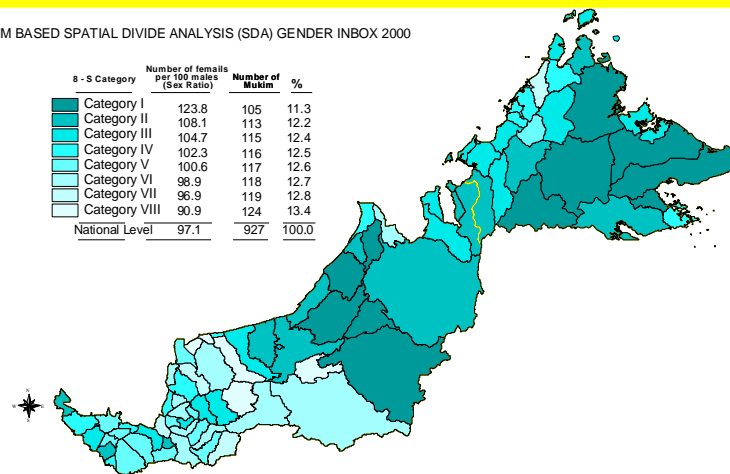 M BASED SPATIAL DIVIDE ANALYSIS (SDA) GENDER INBOX 2000
8 - S Category Number of femails per 100 males (Sex Ratio) Number of Mukim %
Category I 123.8 105 11.3
Category II 108.1 113 12.2
Category III 104.7 115 12.4
Category IV 102.3 116 12.5
Category V 100.6 117 12.6
Category VI 98.9 118 12.7
Category VII 96.9 119 12.8
Category VIII 90.9 124 13.4
National Level 97.1 927 100.0